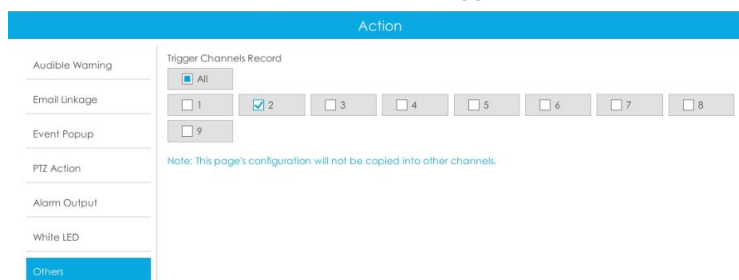 Action
Audible Warning
Email Linkage
Event Popup
PTZ Action
Alarm Output
White LED
Others
Trigger Channels Record
All
1 2 3 4 5 6 7 8
9
Note: This page's configuration will not be copied into other channels.